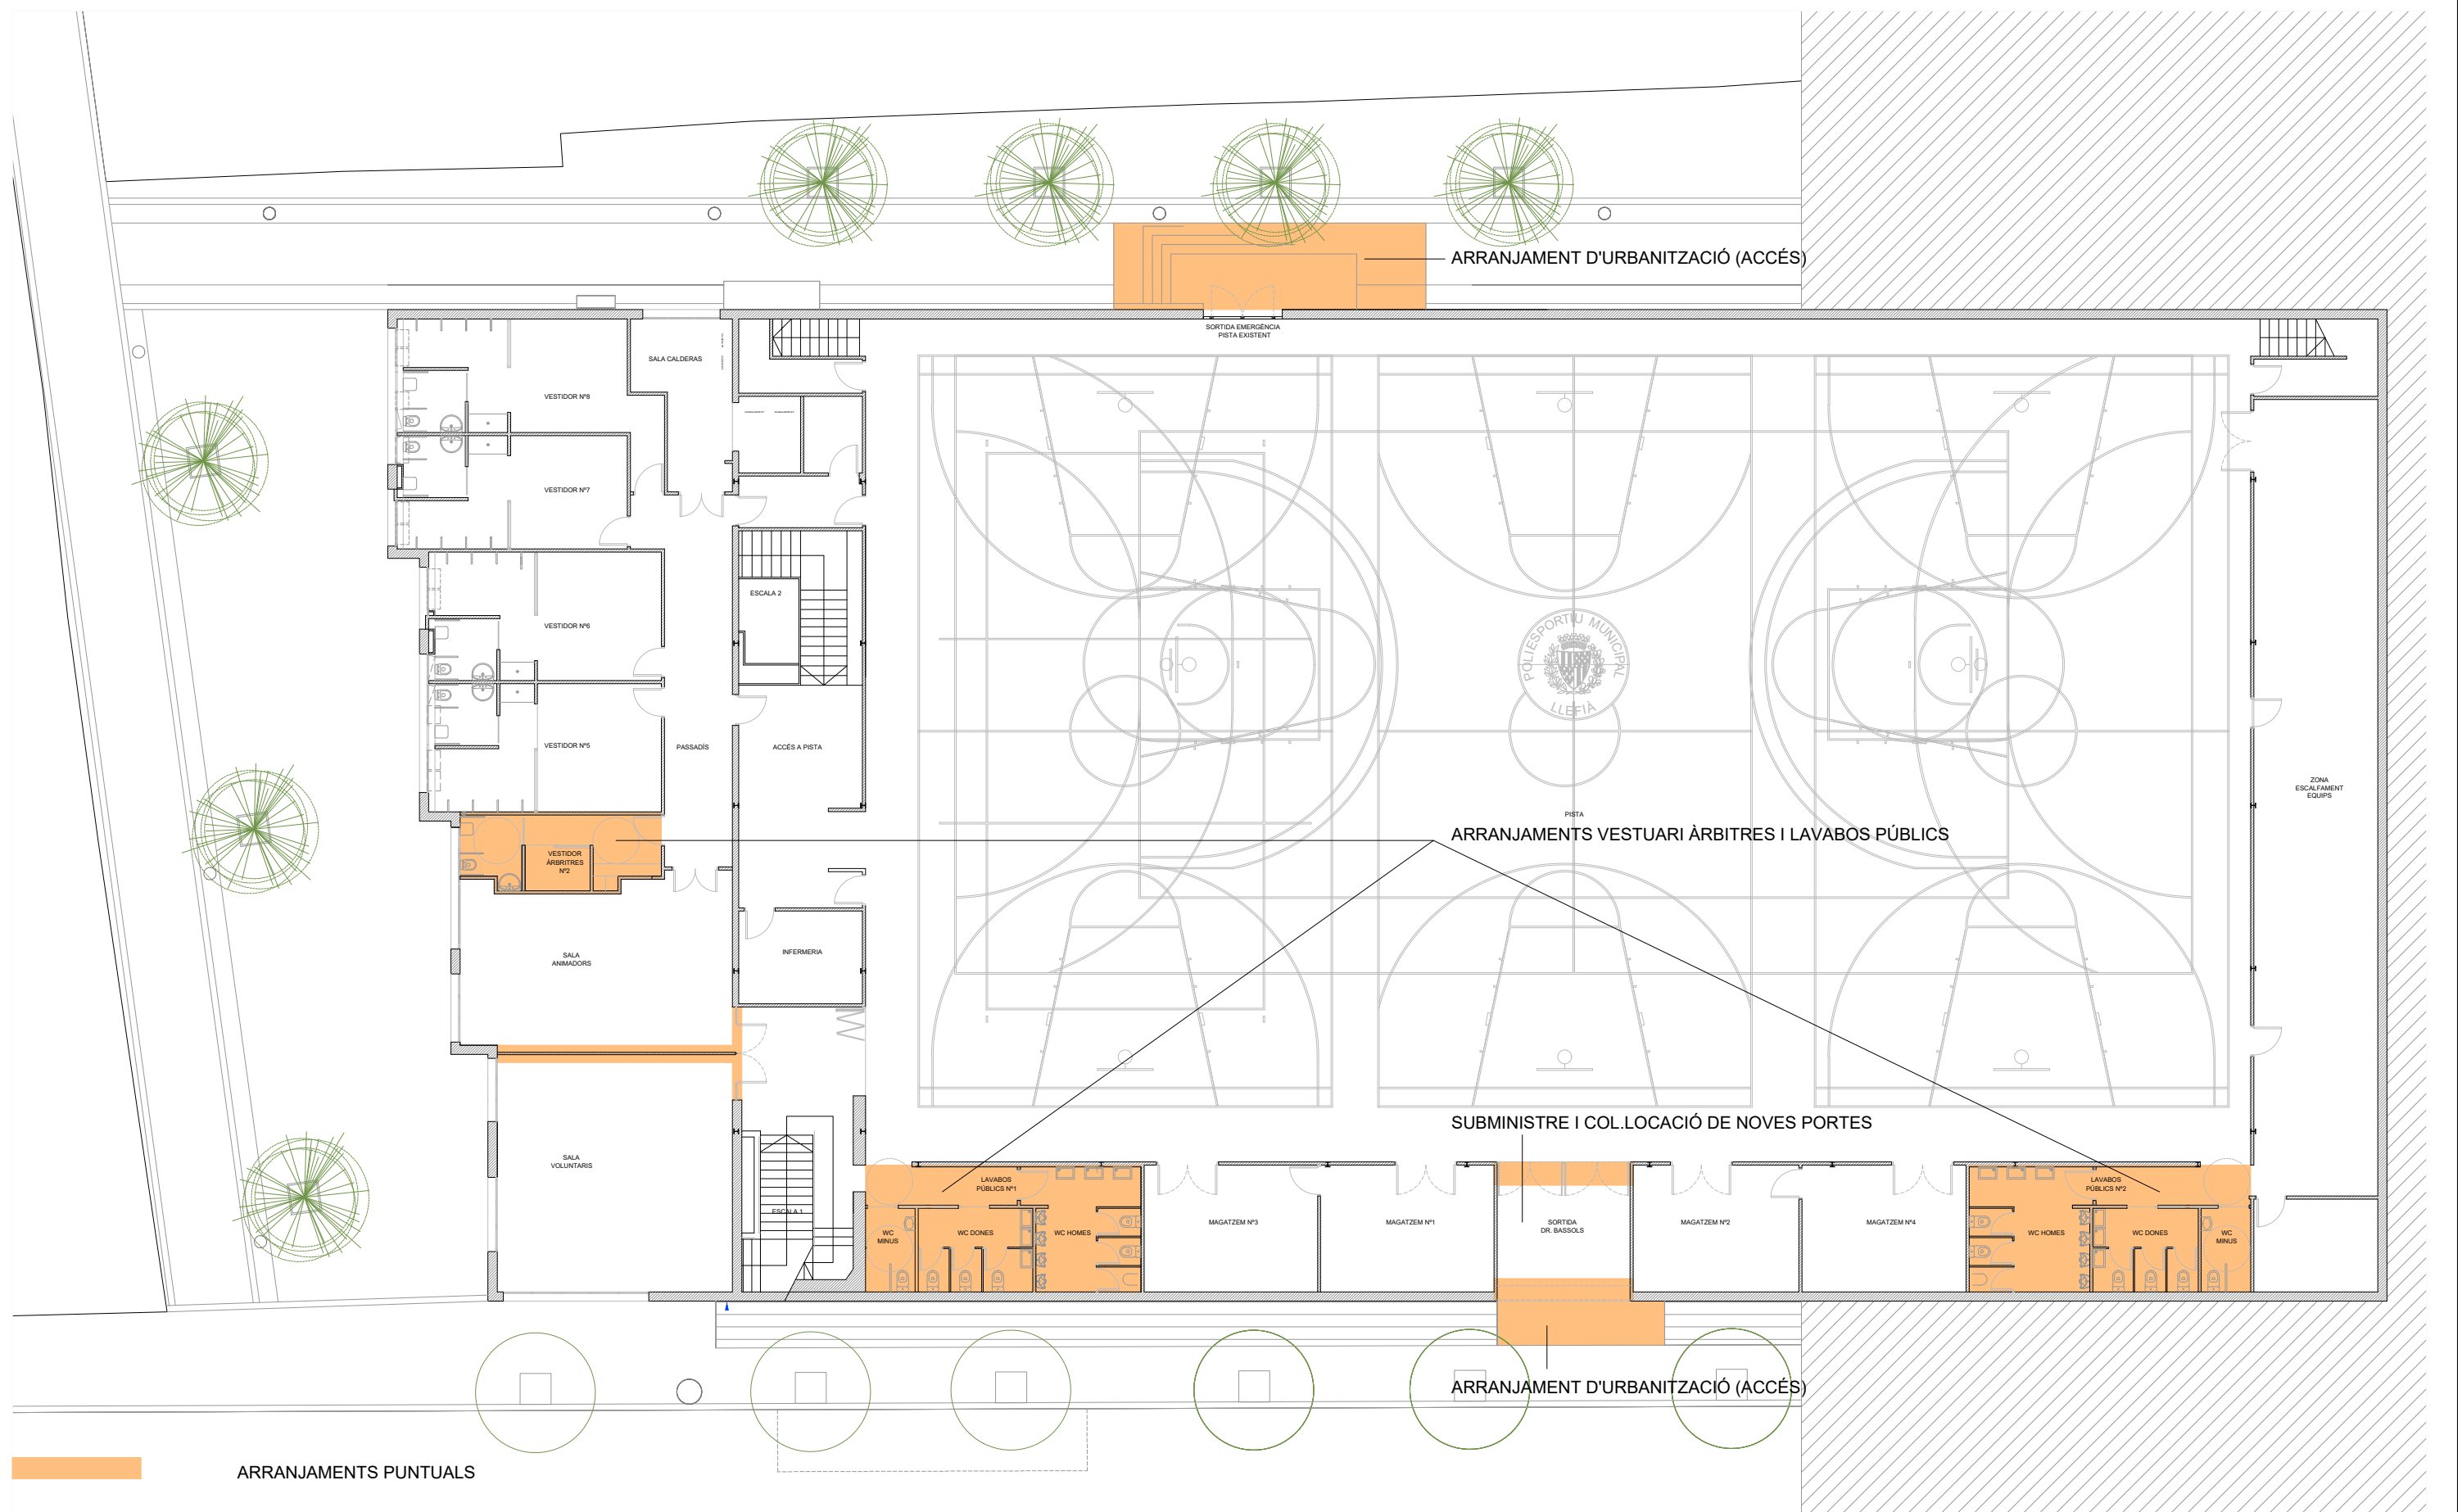 ARRANJAMENT D'URBANITZACIÓ (ACCÉS)
SORTIDA EMERGÈNCIA
PISTA EXISTENT
SALA CALDERAS
VESTIDOR Nº8
VESTIDOR Nº7
ESCALA 2
VESTIDOR Nº6
POLIESPORTIU MUNICIPAL
LLEFIÀ
VESTIDOR Nº5
PASSADÍS
ACCÉS A PISTA
ZONA
ESCALFAMENT
EQUIPS
PISTA
ARRANJAMENTS VESTUARI ÀRBITRES I LAVABOS PÚBLICS
VESTIDOR
ÀRBRITRES
Nº2
SALA
ANIMADORS
INFERMERIA
SUBMINISTRE I COL.LOCACIÓ DE NOVES PORTES
SALA
VOLUNTARIS
ESCALA 1
LAVABOS
PÚBLICS Nº1
WC
MINUS
WC DONES
WC HOMES
MAGATZEM Nº3
MAGATZEM Nº1
SORTIDA
DR. BASSOLS
MAGATZEM Nº2
MAGATZEM Nº4
LAVABOS
PÚBLICS Nº2
WC HOMES
WC DONES
WC
MINUS
ARRANJAMENT D'URBANITZACIÓ (ACCÉS)
ARRANJAMENTS PUNTUALS